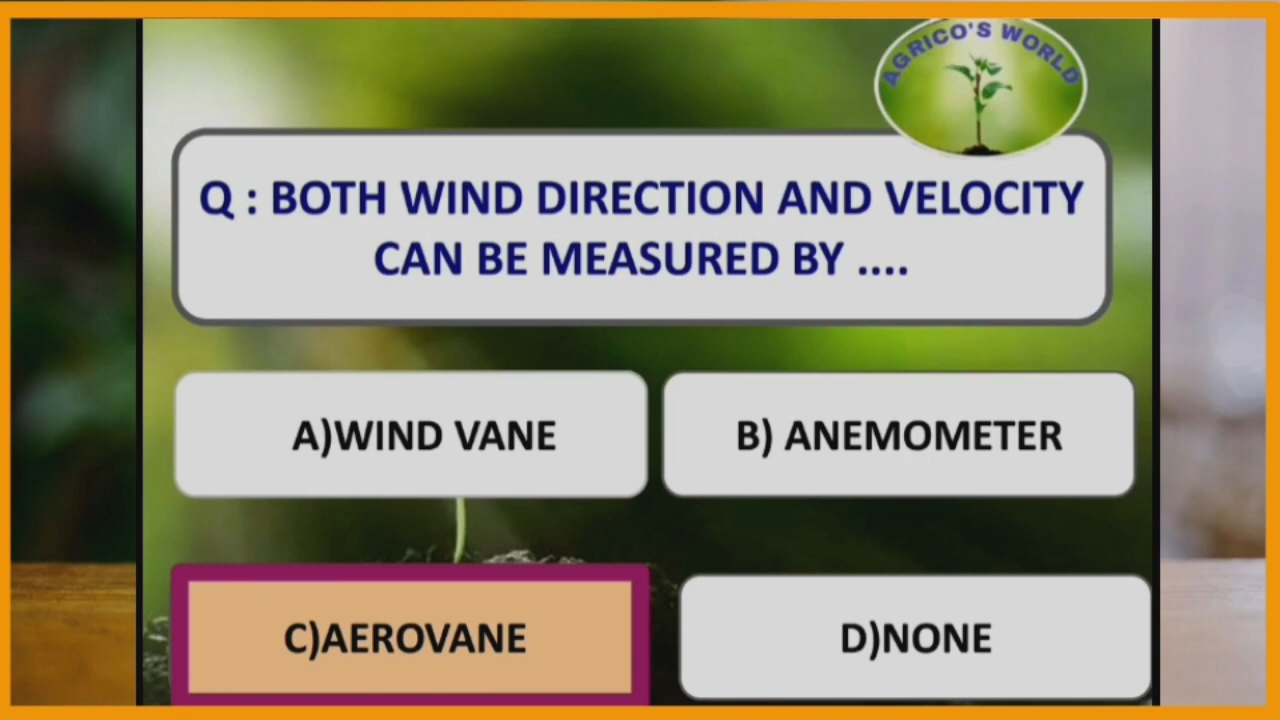 AGRICO'S WORLD
Q : BOTH WIND DIRECTION AND VELOCITY
CAN BE MEASURED BY ....
A)WIND VANE
B) ANEMOMETER
C)AEROVANE
D)NONE